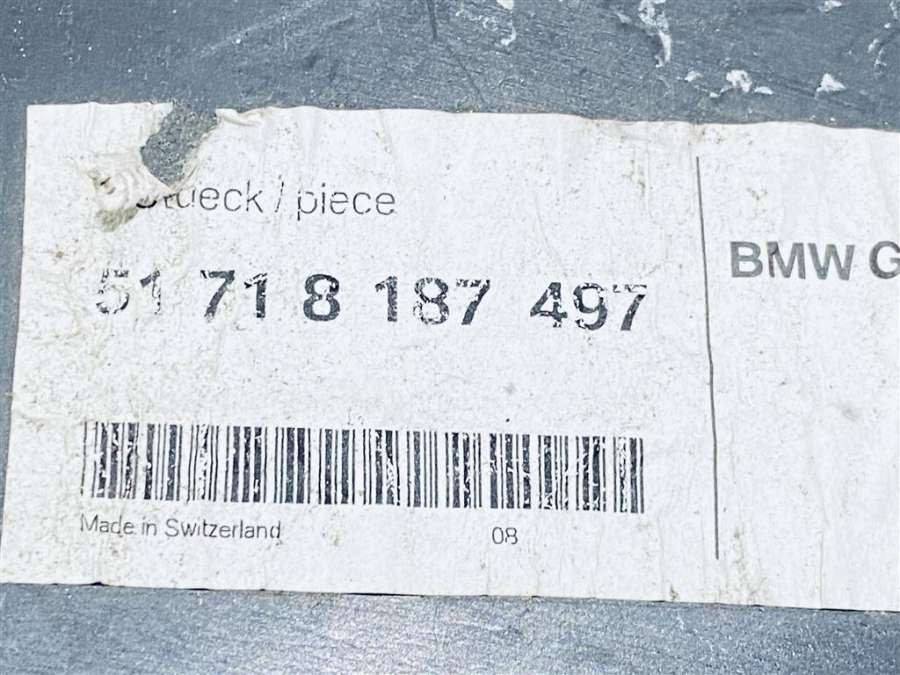 Stueck / piece
51 71 8 187 497
BMW G
Made in Switzerland
08